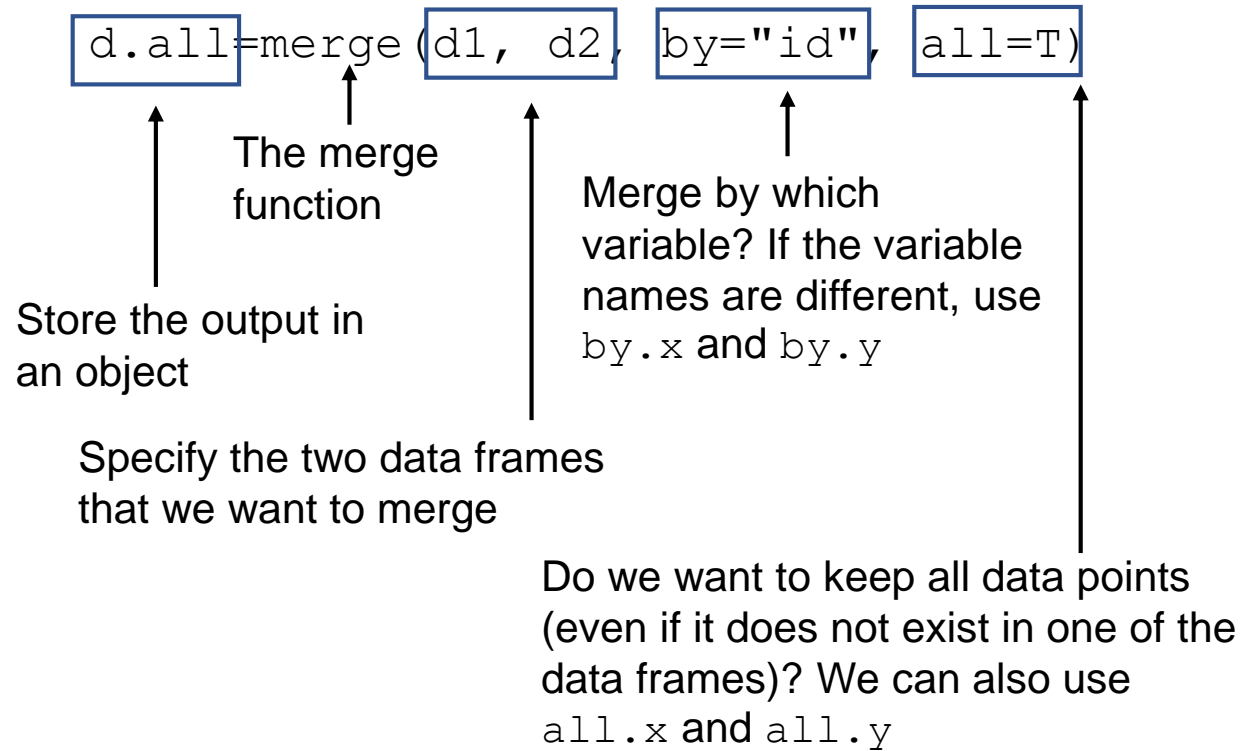 d.all=merge(d1, d2, by="id", all=T)
The merge
function
Merge by which
variable? If the variable
names are different, use
by.x and by.y
Store the output in
an object
Specify the two data frames
that we want to merge
Do we want to keep all data points
(even if it does not exist in one of the
data frames)? We can also use
all.x and all.y